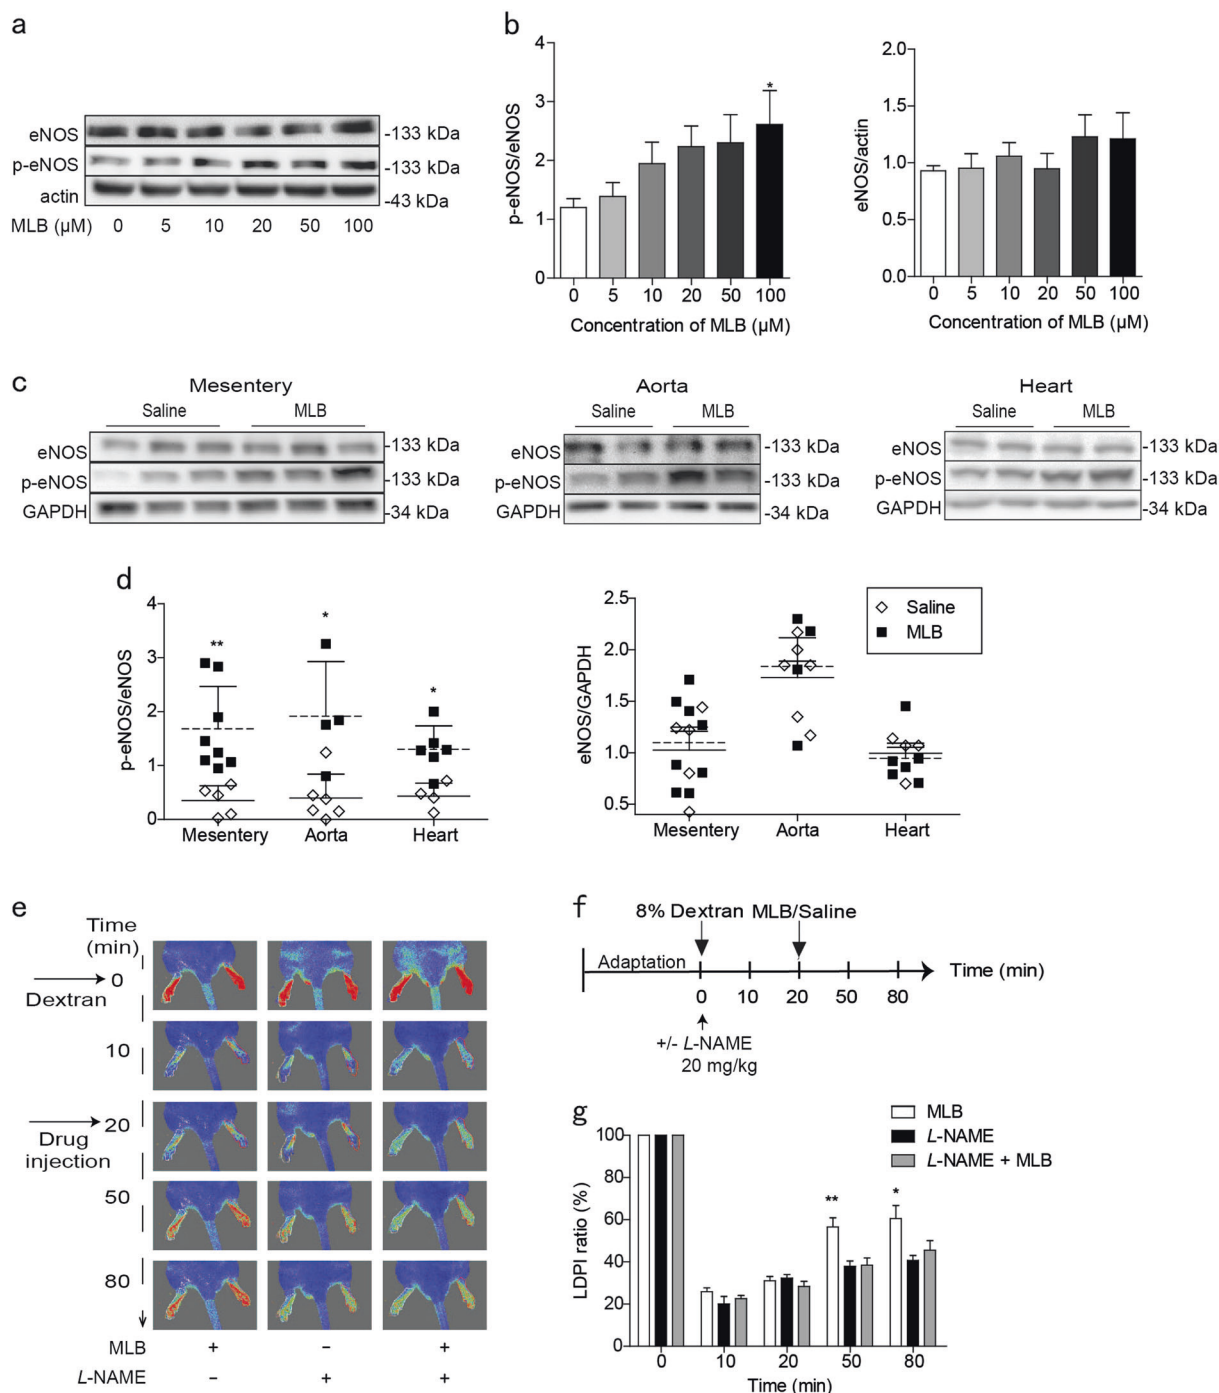 a
eNOS -133 kDa
p-eNOS -133 kDa
actin -43 kDa
MLB (μM) 0 5 10 20 50 100
b
4
3
2
1
0
p-eNOS/eNOS
*
0 5 10 20 50 100
Concentration of MLB (μM)
2.0
1.5
1.0
0.5
0.0
eNOS/actin
0 5 10 20 50 100
Concentration of MLB (μM)
c
Mesentery
Saline MLB
eNOS -133 kDa
p-eNOS -133 kDa
GAPDH -34 kDa
Aorta
Saline MLB
eNOS -133 kDa
p-eNOS -133 kDa
GAPDH -34 kDa
Heart
Saline MLB
eNOS -133 kDa
p-eNOS -133 kDa
GAPDH -34 kDa
d
4
3
2
1
0
p-eNOS/eNOS
** * *
Mesentery Aorta Heart
2.5
2.0
1.5
1.0
0.5
eNOS/GAPDH
Saline
MLB
Mesentery Aorta Heart
e
Time
(min)
0
Dextran
10
20
Drug
injection
50
80
MLB + - +
L-NAME - + +
f
8% Dextran MLB/Saline
Adaptation
Time (min)
0 10 20 50 80
+/- L-NAME
20 mg/kg
g
MLB
L-NAME
L-NAME + MLB
100
80
60
40
20
0
LDPI ratio (%)
** *
0 10 20 50 80
Time (min)